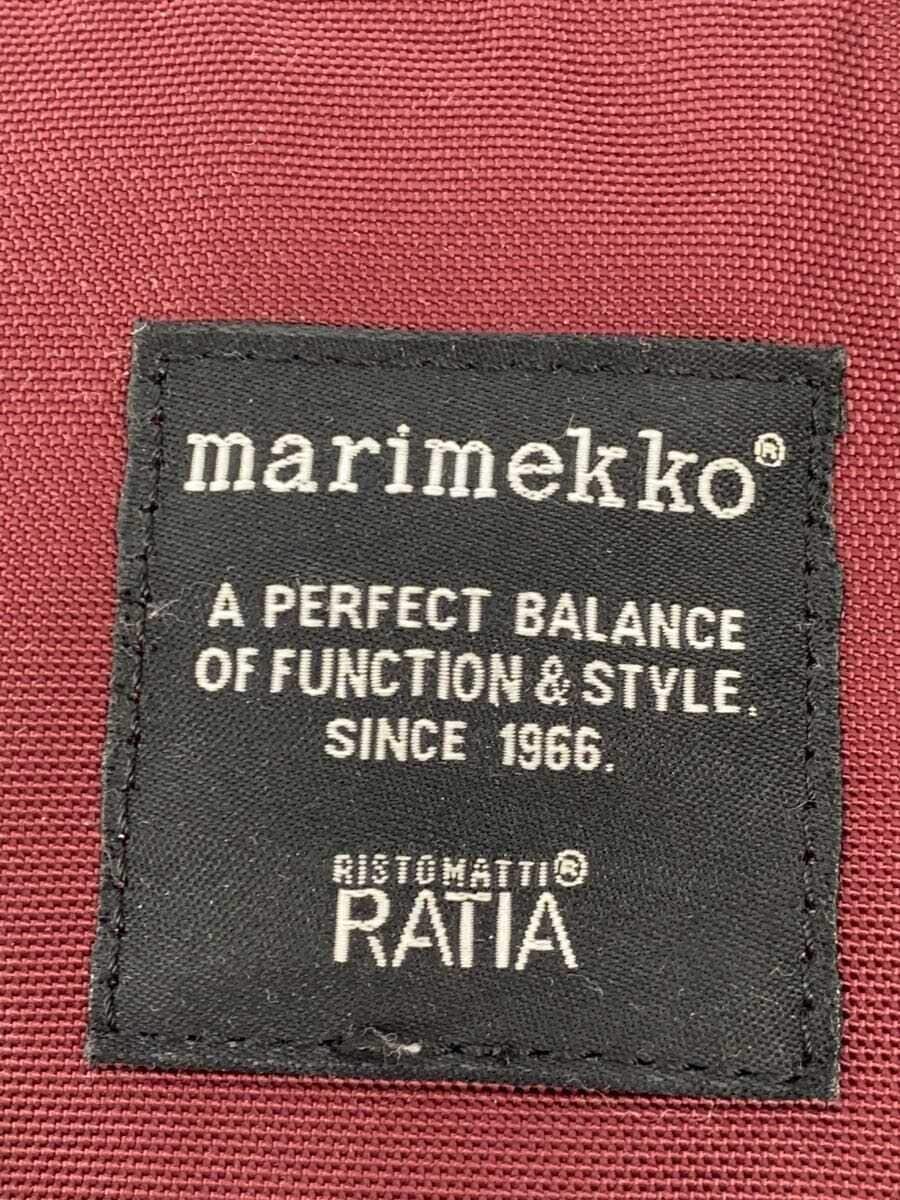 marimekko®
A PERFECT BALANCE
OF FUNCTION & STYLE.
SINCE 1966.
RISTOMATTI®
RATIA